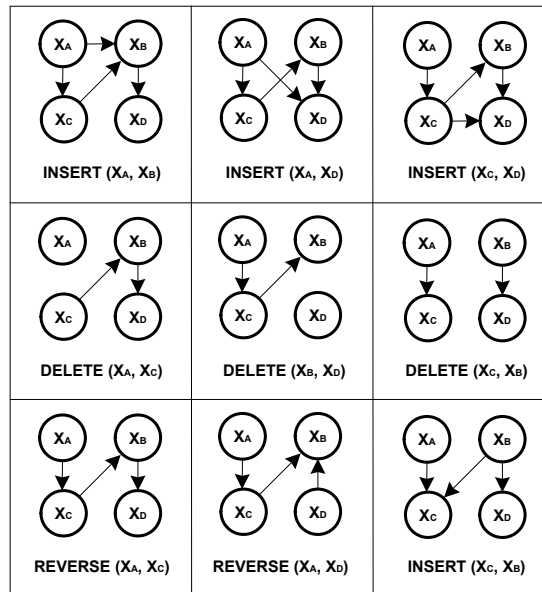 XA XB XA XB XA XB
XC XD XC XD XC XD
INSERT (XA, XB) INSERT (XA, XD) INSERT (XC, XD)
XA XB XA XB XA XB
XC XD XC XD XC XD
DELETE (XA, XC) DELETE (XB, XD) DELETE (XC, XB)
XA XB XA XB XA XB
XC XD XC XD XC XD
REVERSE (XA, XC) REVERSE (XA, XD) INSERT (XC, XB)